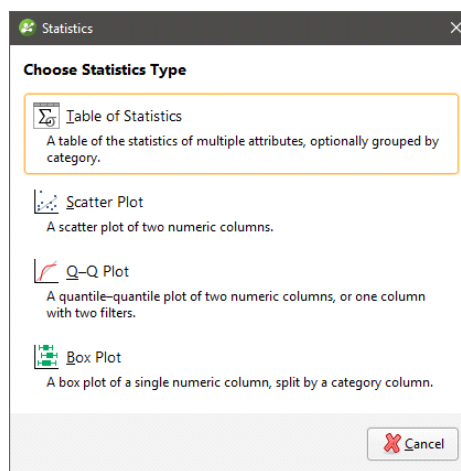 Statistics
Choose Statistics Type
Table of Statistics
A table of the statistics of multiple attributes, optionally grouped by
category.
Scatter Plot
A scatter plot of two numeric columns.
Q–Q Plot
A quantile–quantile plot of two numeric columns, or one column
with two filters.
Box Plot
A box plot of a single numeric column, split by a category column.
Cancel